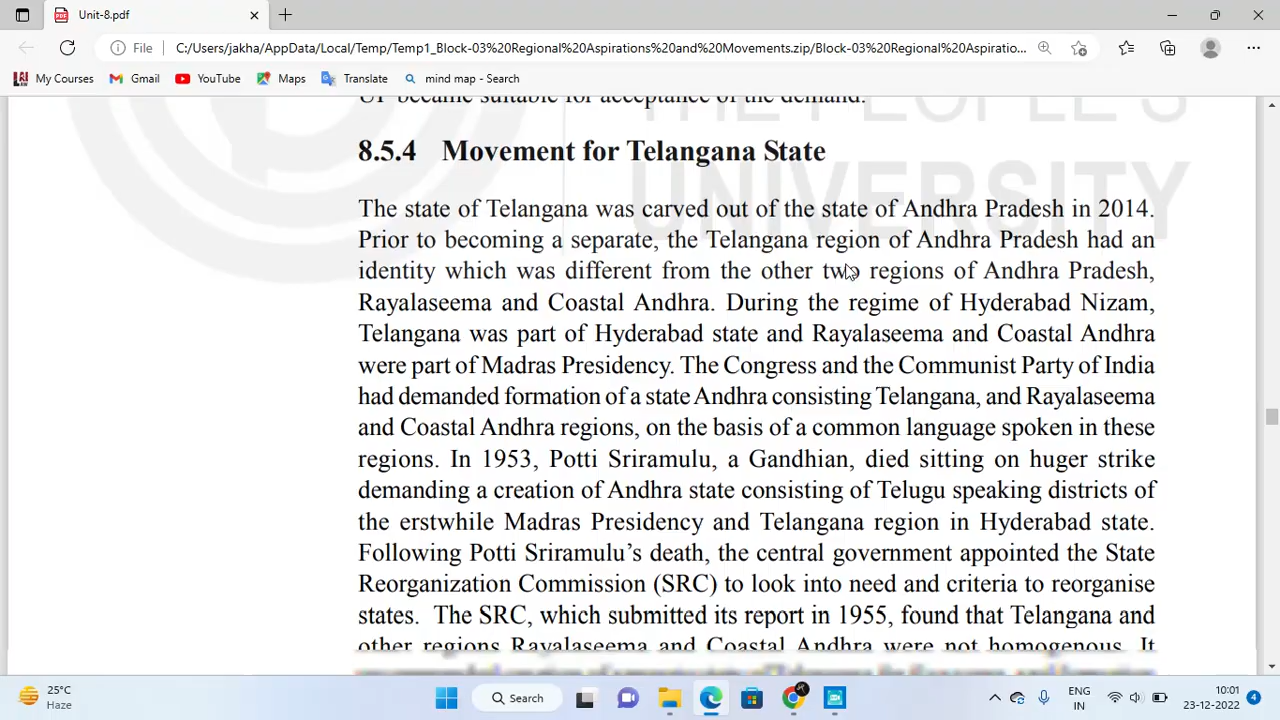 Unit-8.pdf
File
C:/Users/jakha/AppData/Local/Temp/Temp1_Block-03%20Regional%20Aspirations%20and%20Movements.zip/Block-03%20Regional%20Aspiratio...
My Courses
Gmail
YouTube
Maps
Translate
mind map - Search
THE PEOPLE'S
UNIVERSITY
UP became suitable for acceptance of the demand.
8.5.4 Movement for Telangana State
The state of Telangana was carved out of the state of Andhra Pradesh in 2014.
Prior to becoming a separate, the Telangana region of Andhra Pradesh had an
identity which was different from the other two regions of Andhra Pradesh,
Rayalaseema and Coastal Andhra. During the regime of Hyderabad Nizam,
Telangana was part of Hyderabad state and Rayalaseema and Coastal Andhra
were part of Madras Presidency. The Congress and the Communist Party of India
had demanded formation of a state Andhra consisting Telangana, and Rayalaseema
and Coastal Andhra regions, on the basis of a common language spoken in these
regions. In 1953, Potti Sriramulu, a Gandhian, died sitting on huger strike
demanding a creation of Andhra state consisting of Telugu speaking districts of
the erstwhile Madras Presidency and Telangana region in Hyderabad state.
Following Potti Sriramulu's death, the central government appointed the State
Reorganization Commission (SRC) to look into need and criteria to reorganise
states. The SRC, which submitted its report in 1955, found that Telangana and
other regions Rayalaseema and Coastal Andhra were not homogenous. It
25°C
Haze
Search
ENG
IN
10:01
23-12-2022
4